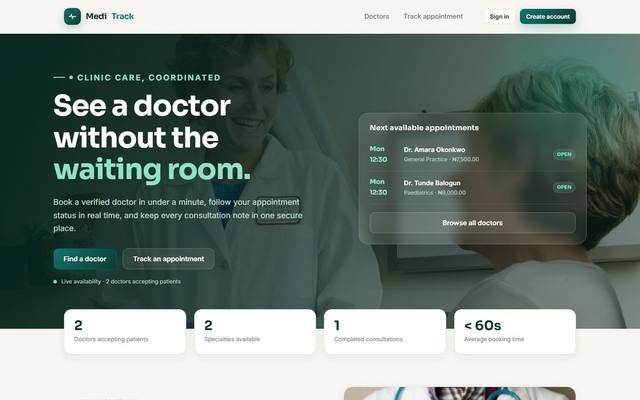 Medi Track
Doctors
Track appointment
Sign in
Create account
CLINIC CARE, COORDINATED
See a doctor
without the
waiting room.
Book a verified doctor in under a minute, follow your appointment
status in real time, and keep every consultation note in one secure
place.
Find a doctor
Track an appointment
Live availability · 2 doctors accepting patients
Next available appointments
Mon
12:30
Dr. Amara Okonkwo
General Practice · ₦7,500.00
OPEN
Mon
12:30
Dr. Tunde Balogun
Paediatrics · ₦9,000.00
OPEN
Browse all doctors
2
Doctors accepting patients
2
Specialties available
1
Completed consultations
< 60s
Average booking time